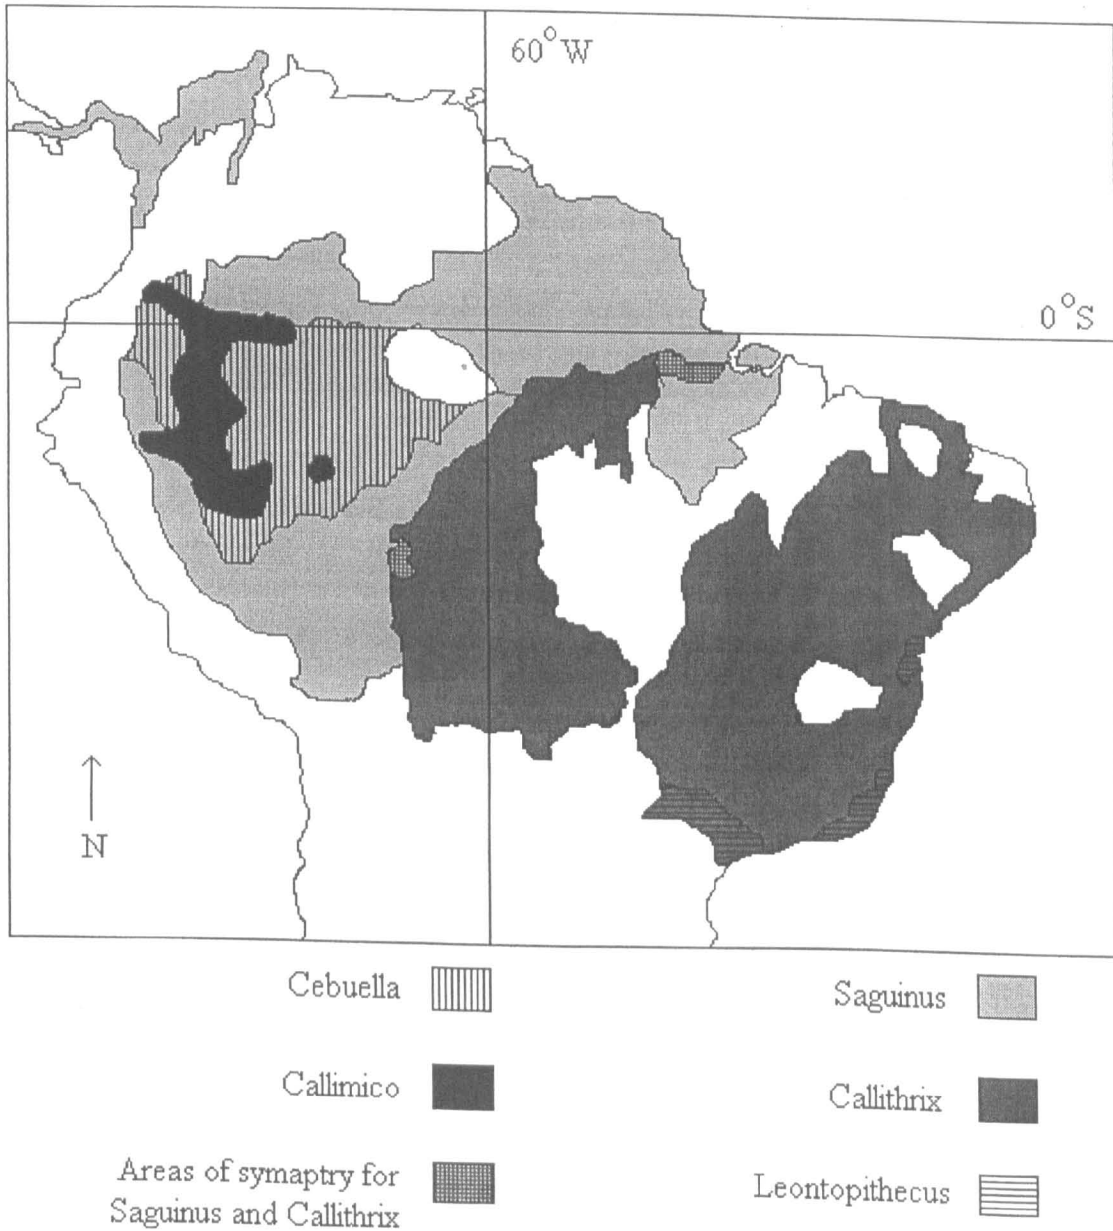 60°W
0°S
N
Cebuella
Saguinus
Callimico
Callithrix
Areas of symaptry for
Saguinus and Callithrix
Leontopithecus